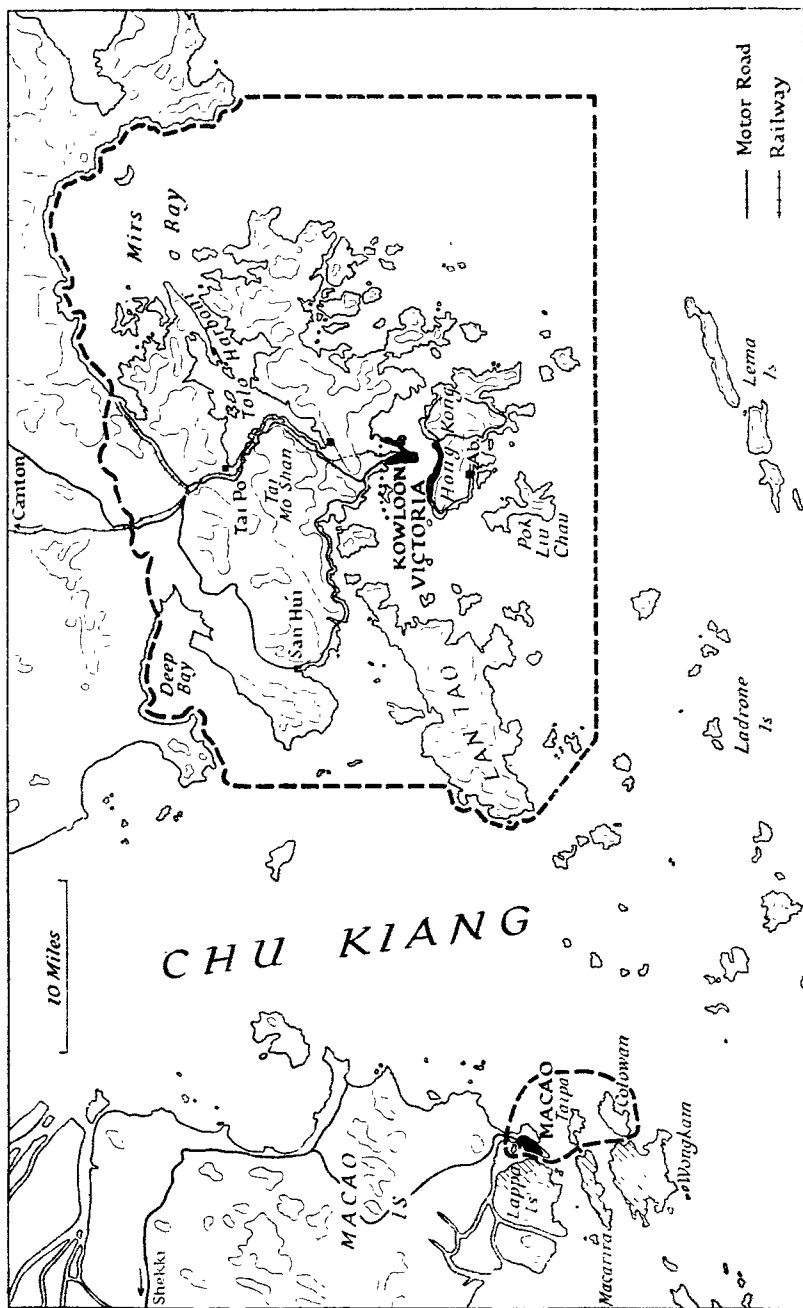 Canton
Mirs
Bay
Tolo
Harbour
Deep
Bay
Tai Po
Tai
Mo Shan
San Hui
KOWLOON
VICTORIA
Hong Kong
Ab
Pok
Liu
Chau
LAN TAO
10 Miles
CHU KIANG
Shekki
MACAO
IS
Lappa
Is
MACAO
Taipa
Colowan
Macarira
Wongkam
Ladrone
Is
Lema
Is
Motor Road
Railway